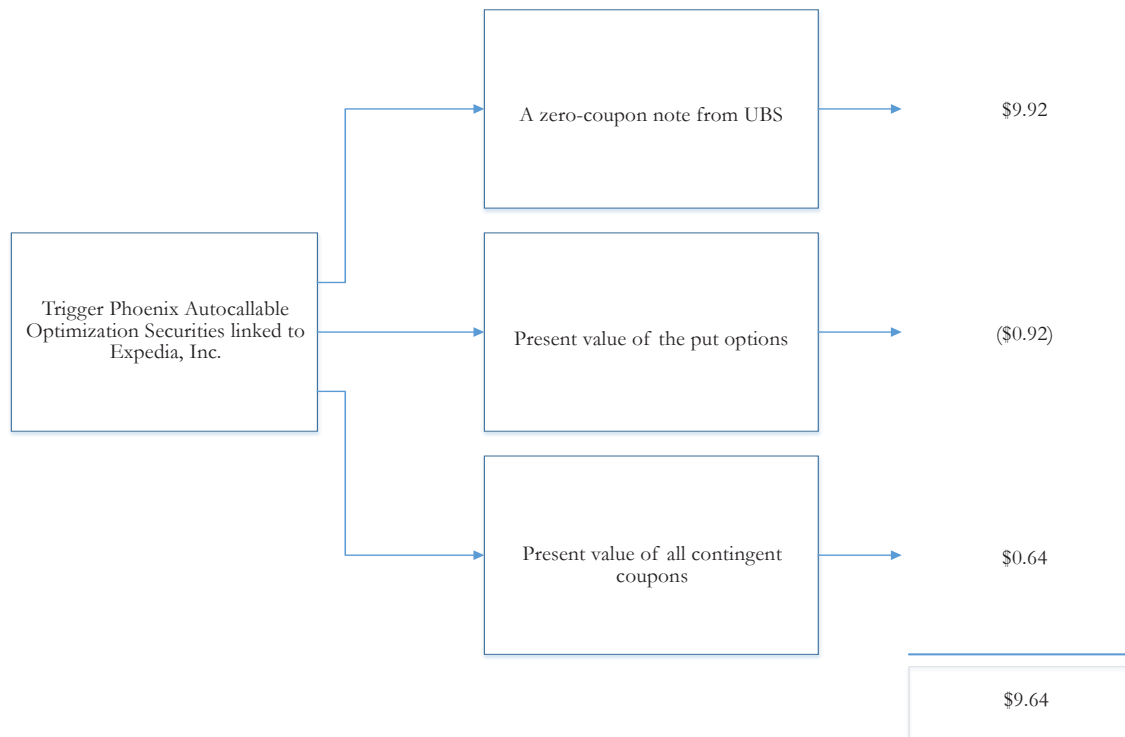 A zero-coupon note from UBS
$9.92
Trigger Phoenix Autocallable
Optimization Securities linked to
Expedia, Inc.
Present value of the put options
($0.92)
Present value of all contingent
coupons
$0.64
$9.64